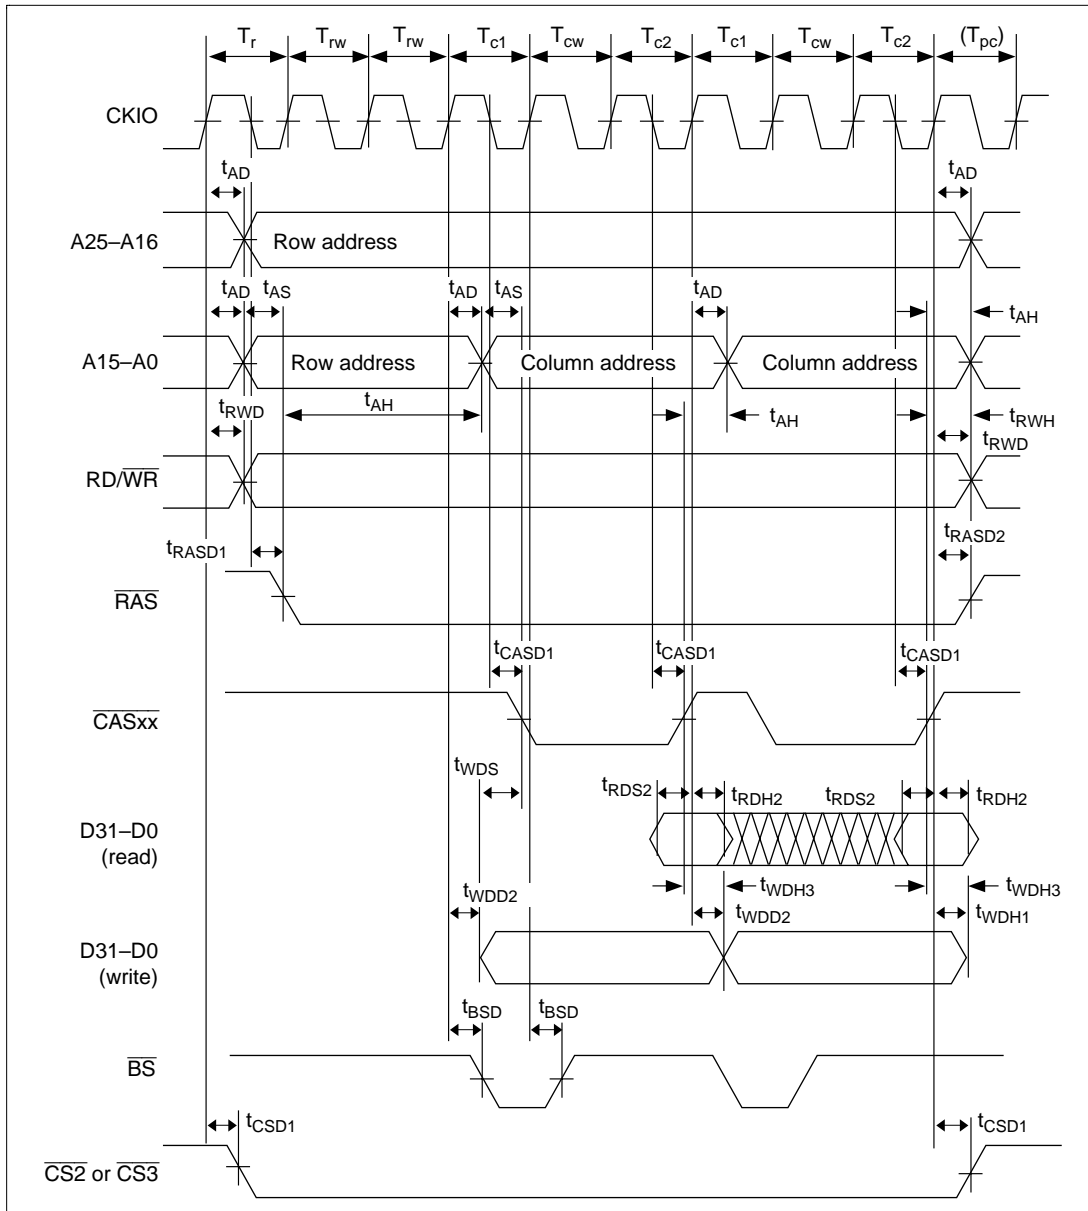 Tr Trw Trw Tc1 Tcw Tc2 Tc1 Tcw Tc2 (Tpc)
CKIO
tAD tAD
A25–A16 Row address
tAD tAS tAD tAS tAD tAH
A15–A0 Row address Column address Column address
tRWD tAH tAH tRWH
tRWD
RD/WR
tRASD1 tRASD2
RAS
tCASD1 tCASD1 tCASD1
CASxx
tWDS tRDS2 tRDH2 tRDS2 tRDH2
D31–D0
(read)
tWDH3 tWDH3
tWDD2 tWDD2 tWDH1
D31–D0
(write)
tBSD tBSD
BS
tCSD1 tCSD1
CS2 or CS3